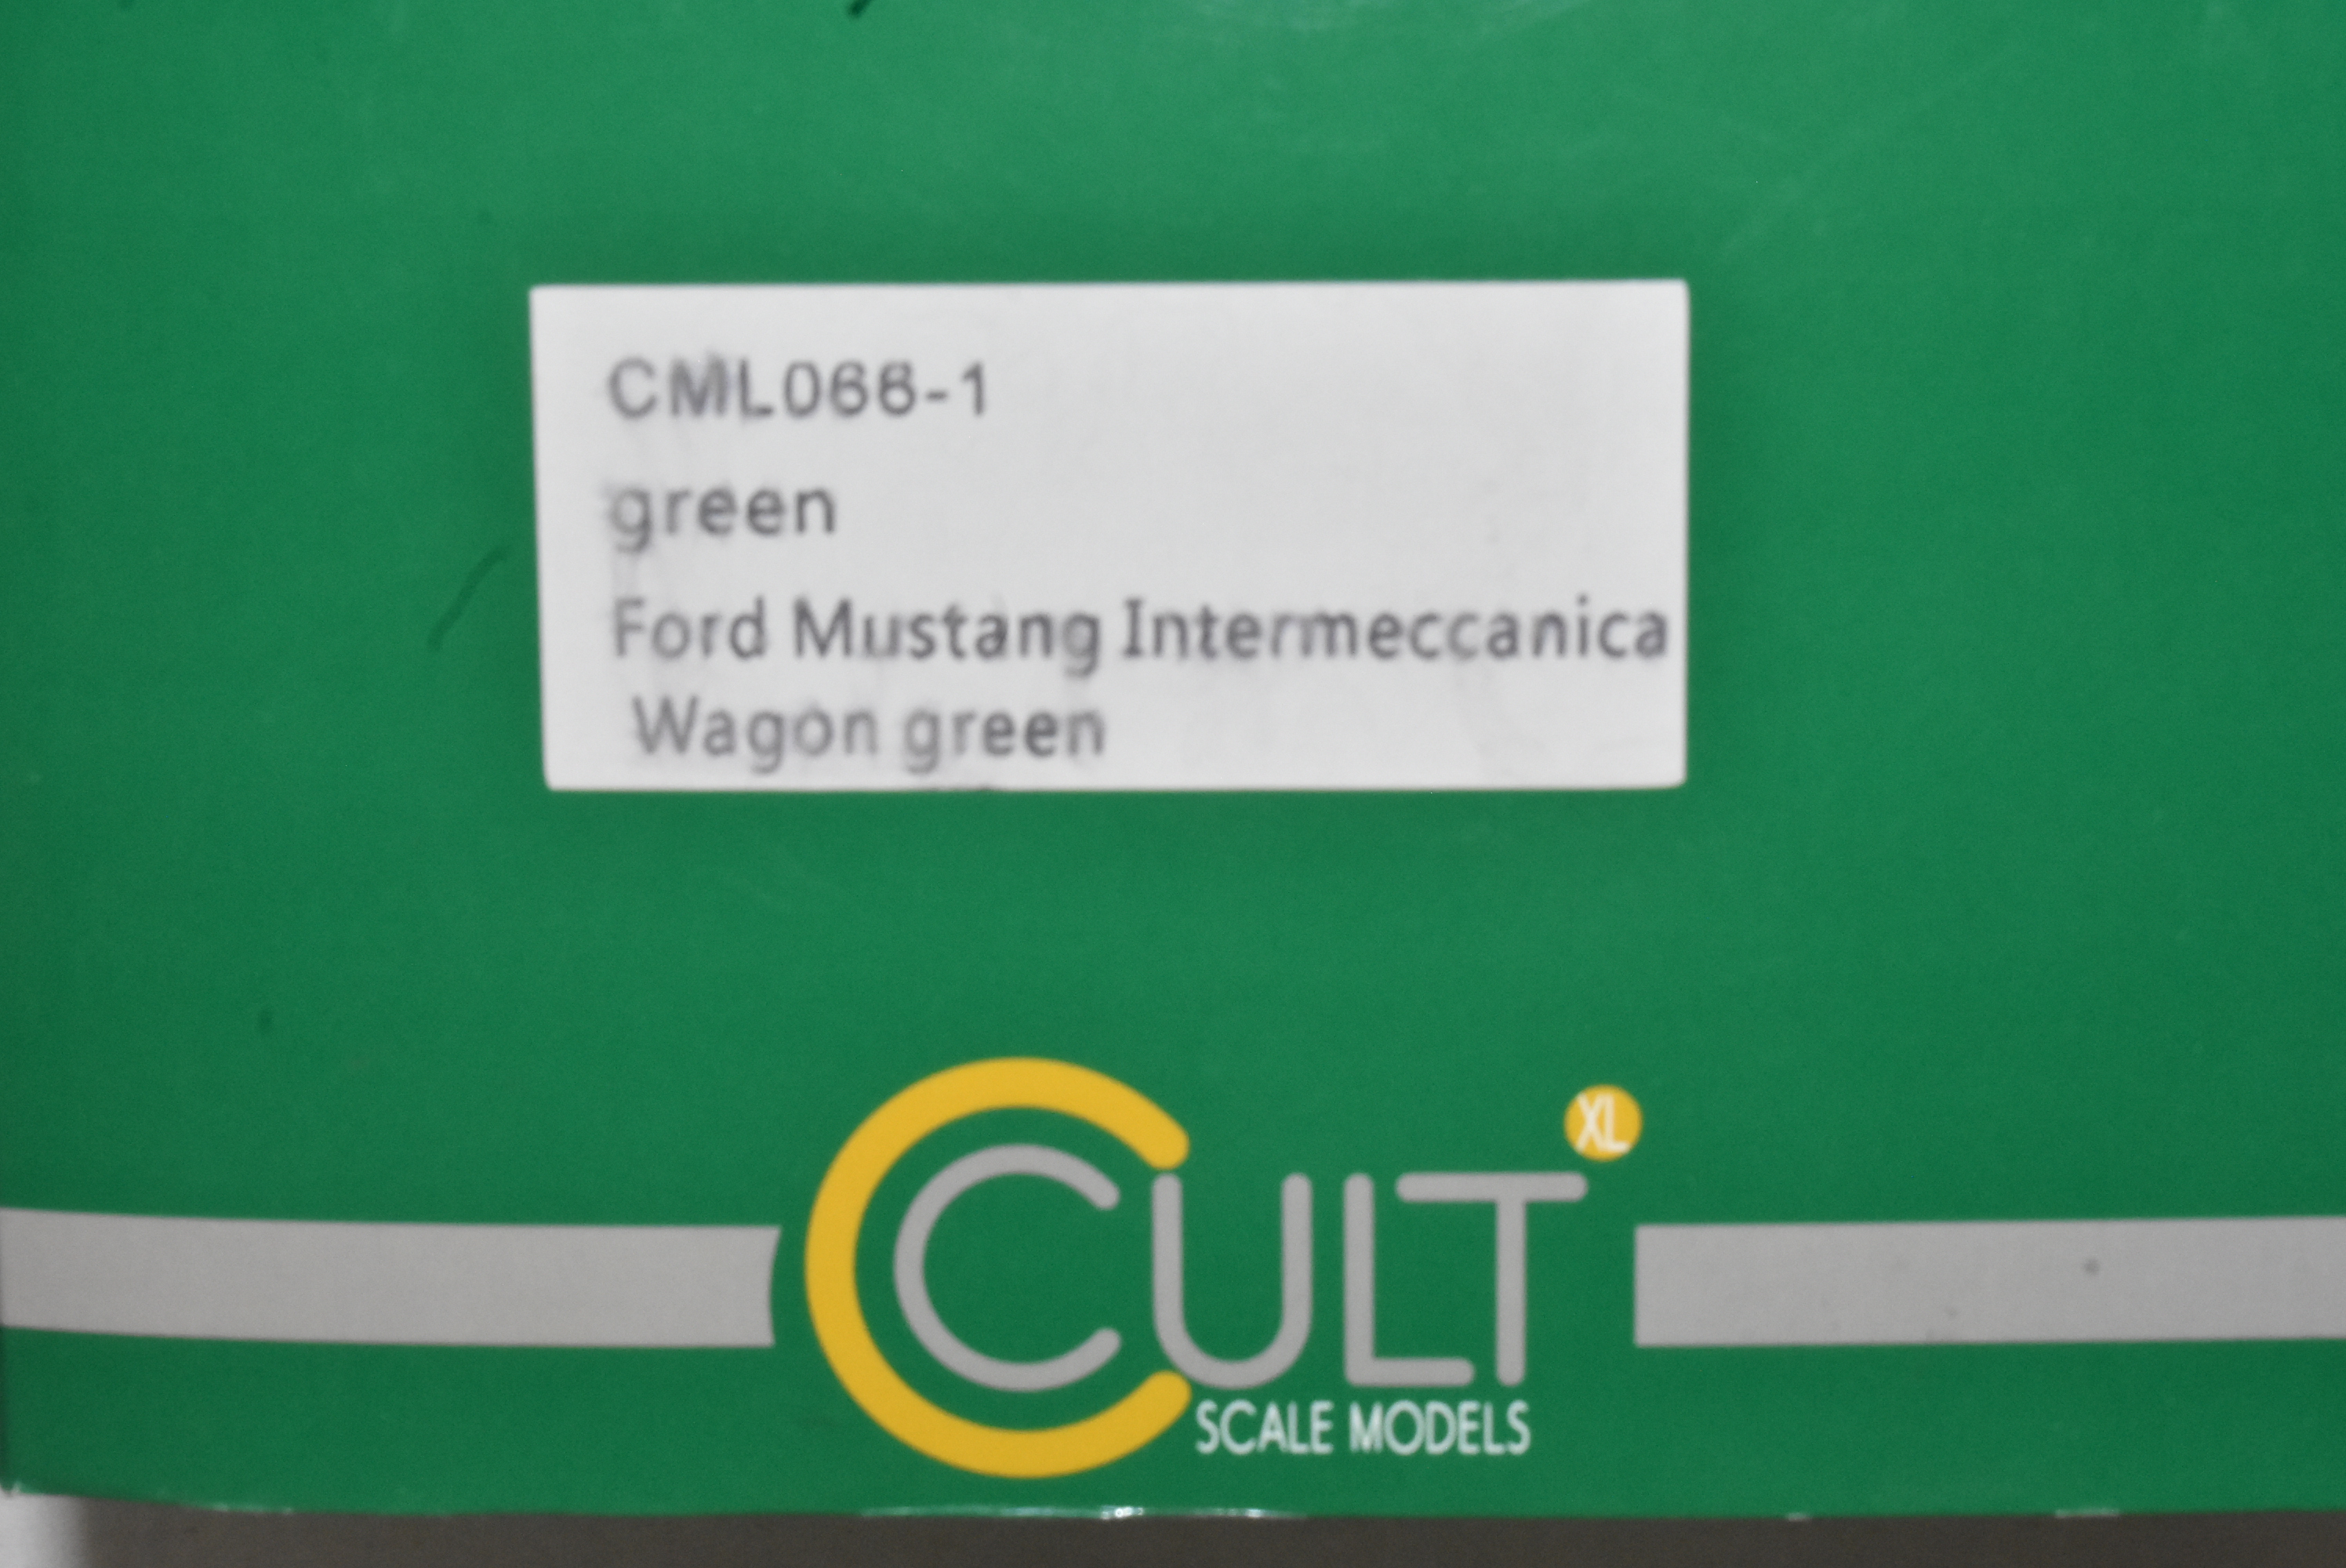 CML066-1
green
Ford Mustang Intermeccanica
Wagon green
XL
CULT
SCALE MODELS